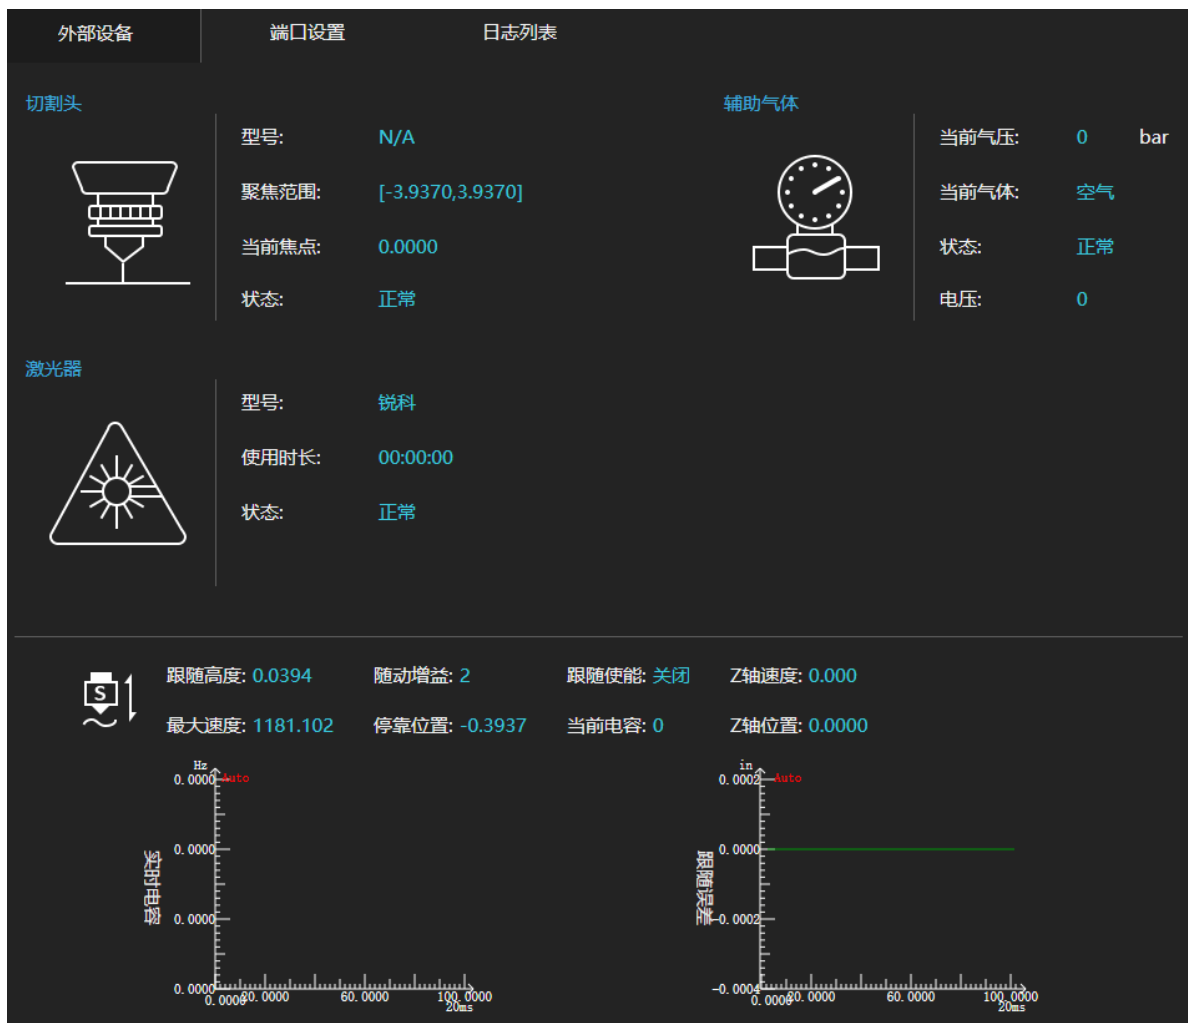 外部设备 端口设置 日志列表
切割头
型号: N/A
聚焦范围: [-3.9370,3.9370]
当前焦点: 0.0000
状态: 正常
辅助气体
当前气压: 0 bar
当前气体: 空气
状态: 正常
电压: 0
激光器
型号: 锐科
使用时长: 00:00:00
状态: 正常
S
跟随高度: 0.0394 随动增益: 2 跟随使能: 关闭 Z轴速度: 0.000
最大速度: 1181.102 停靠位置: -0.3937 当前电容: 0 Z轴位置: 0.0000
Hz
0.0000 Auto
0.0000
实时电容
0.0000
0.0000
0.0000 20.0000 60.0000 100.0000
20ms
in
0.0002 Auto
0.0000
跟随误差
-0.0002
-0.0004
0.0000 20.0000 60.0000 100.0000
20ms